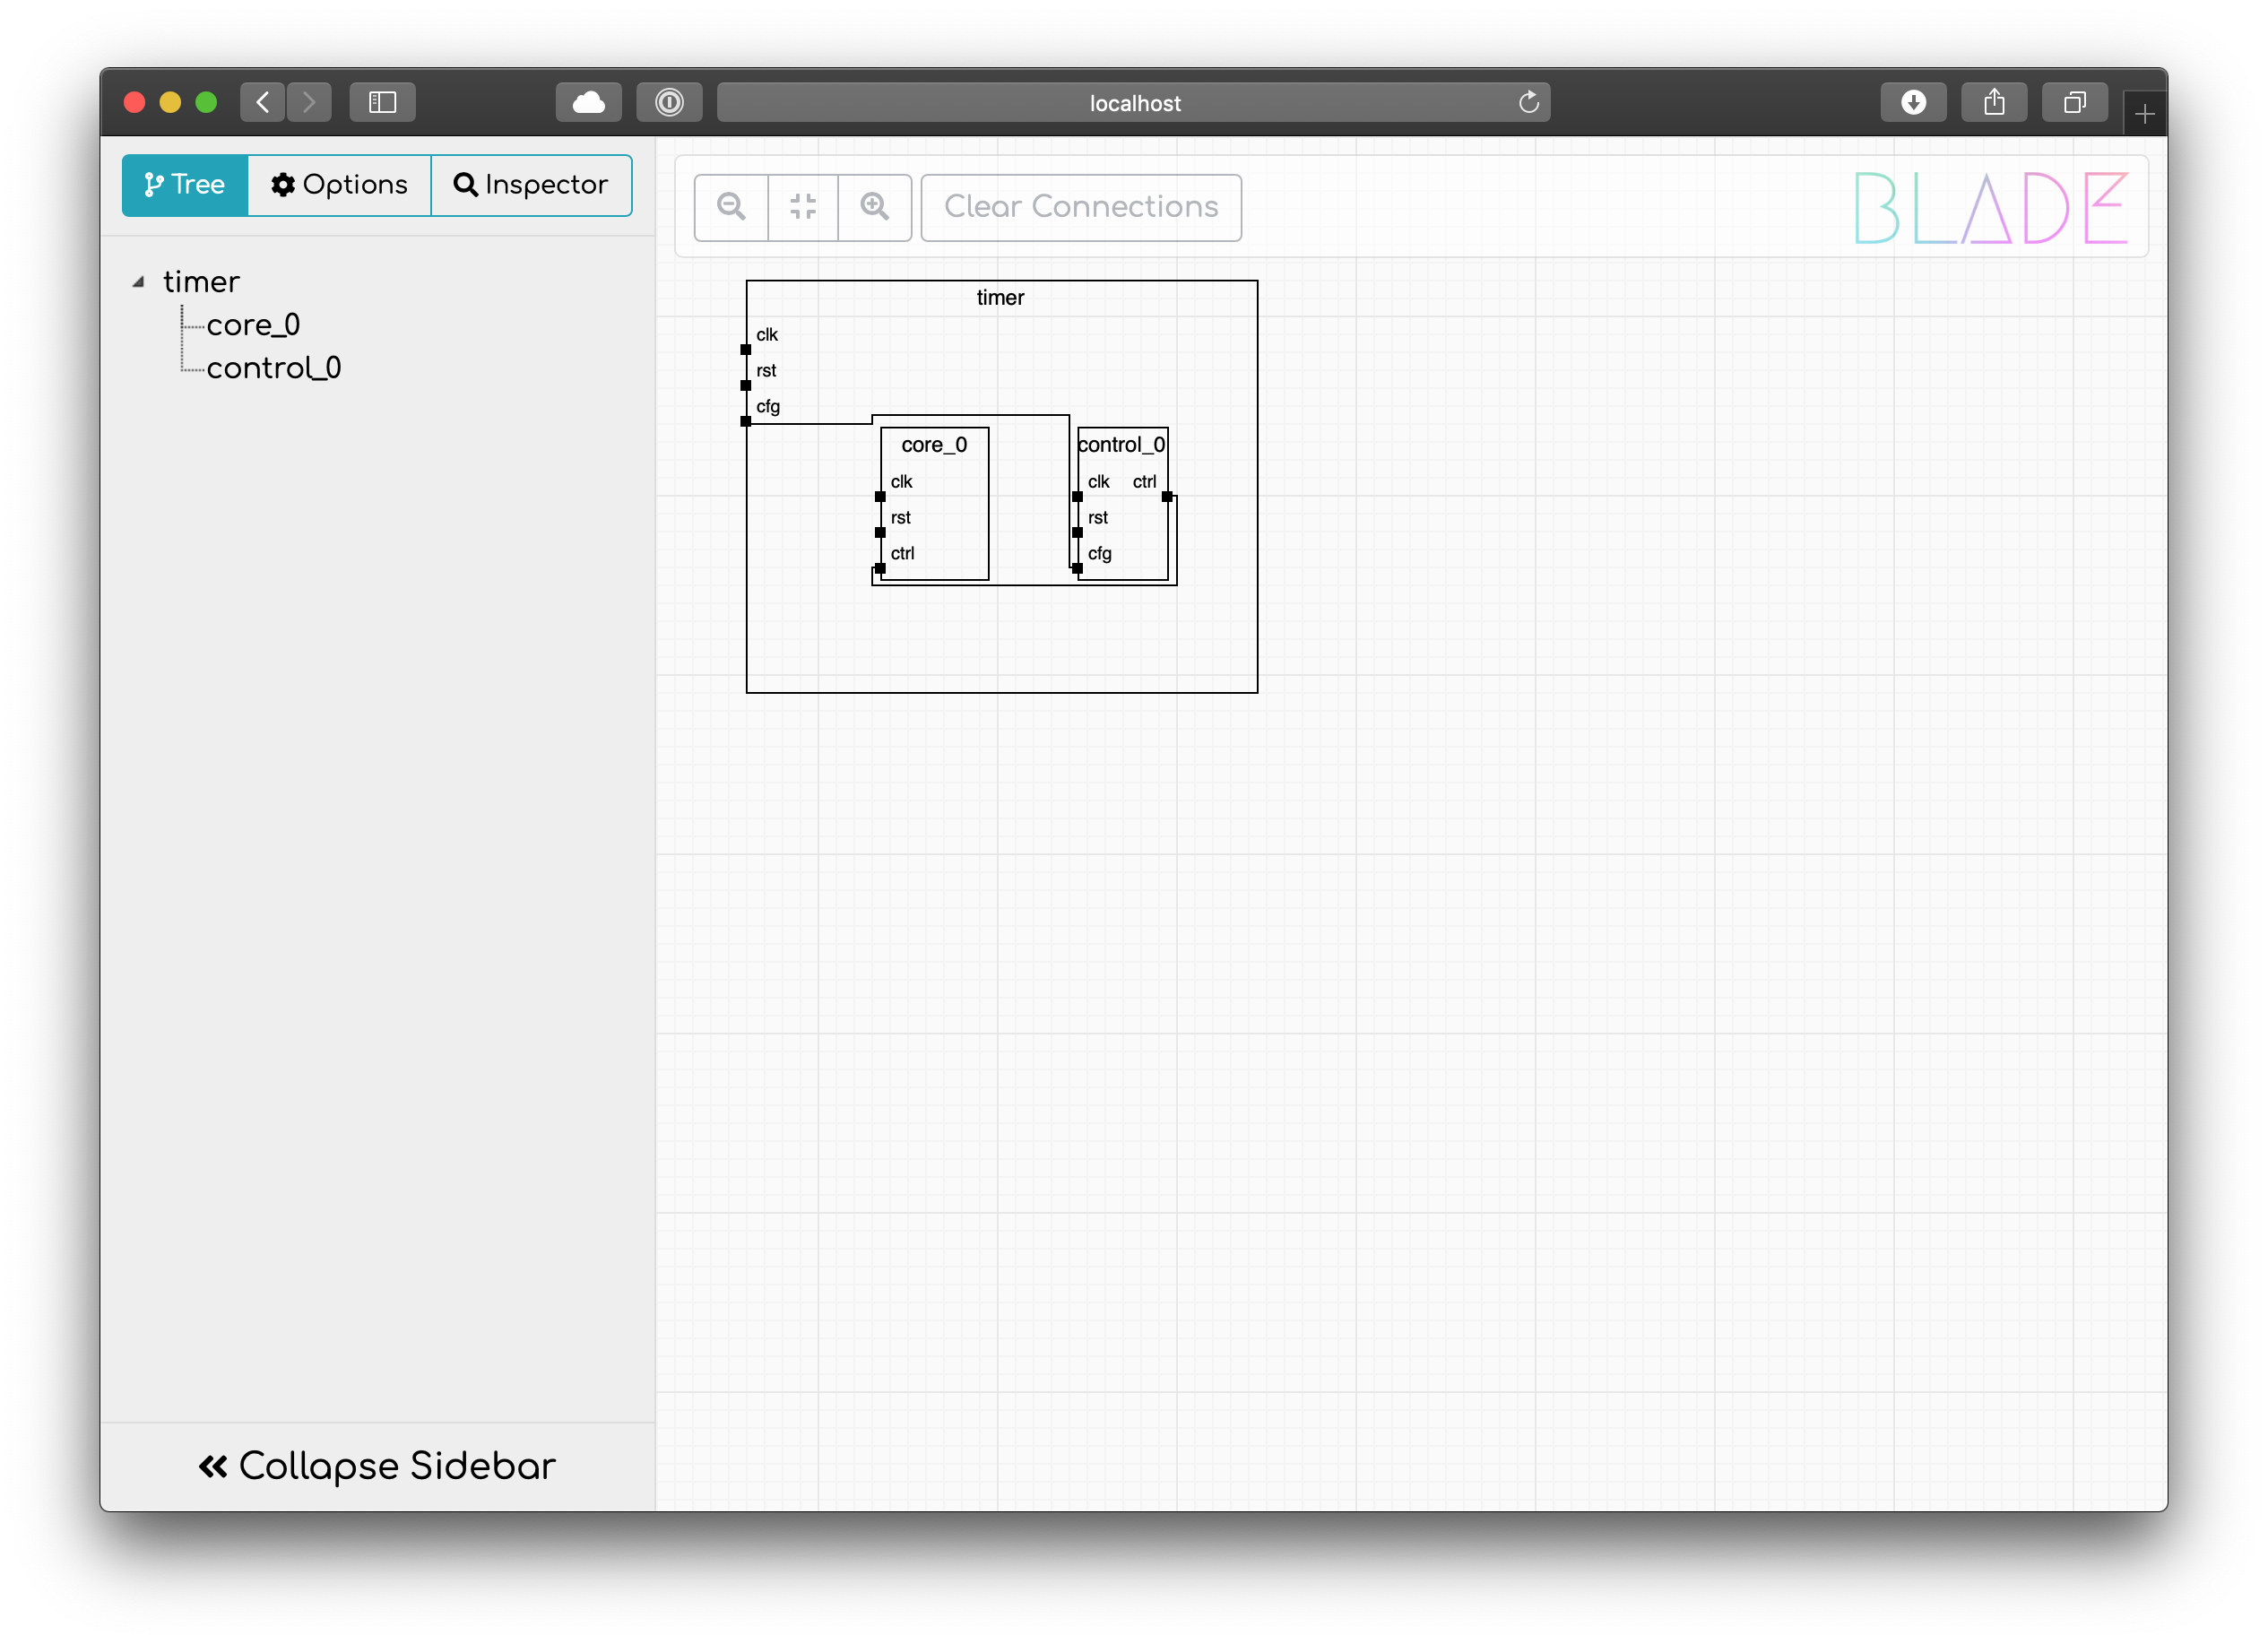 localhost
Tree Options Inspector
Clear Connections
BLADE
timer
core_0
control_0
timer
clk
rst
cfg
core_0
clk
rst
ctrl
control_0
clk ctrl
rst
cfg
Collapse Sidebar